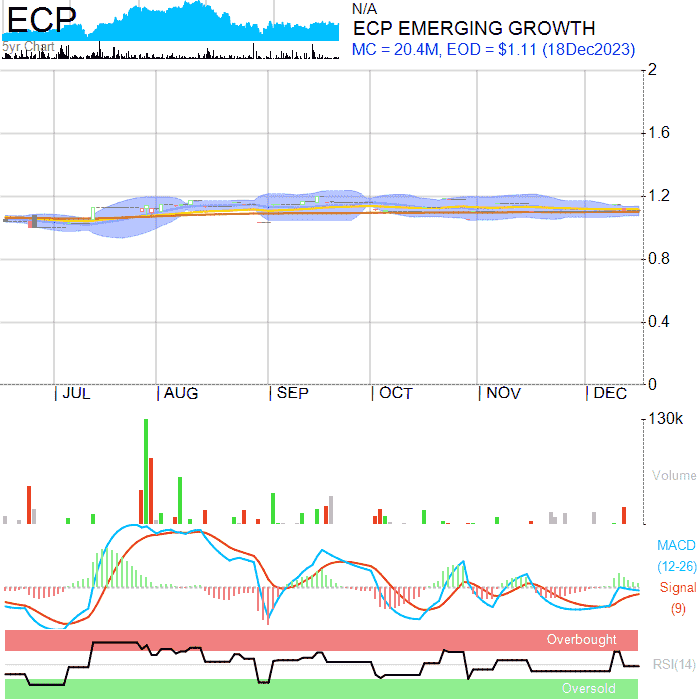 ECP
5yr Chart
N/A
ECP EMERGING GROWTH
MC = 20.4M, EOD = $1.11 (18Dec2023)
2
1.6
1.2
0.8
0.4
0
JUL AUG SEP OCT NOV DEC
130k
Volume
MACD
(12-26)
Signal
(9)
Overbought
RSI(14)
Oversold